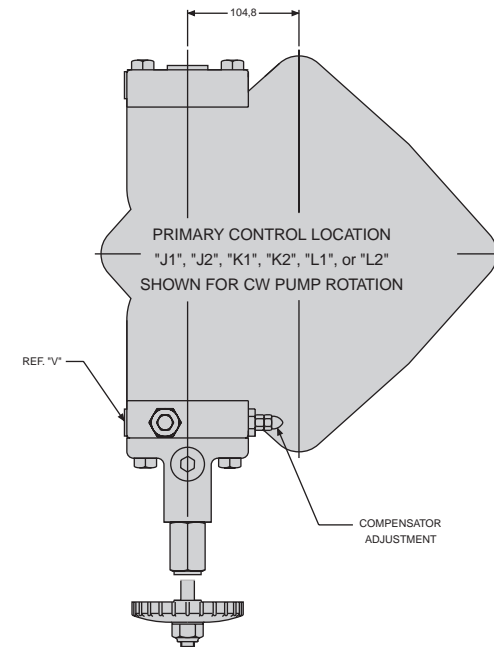 104,8
PRIMARY CONTROL LOCATION
"J1", "J2", "K1", "K2", "L1", or "L2"
SHOWN FOR CW PUMP ROTATION
REF. "V"
COMPENSATOR
ADJUSTMENT